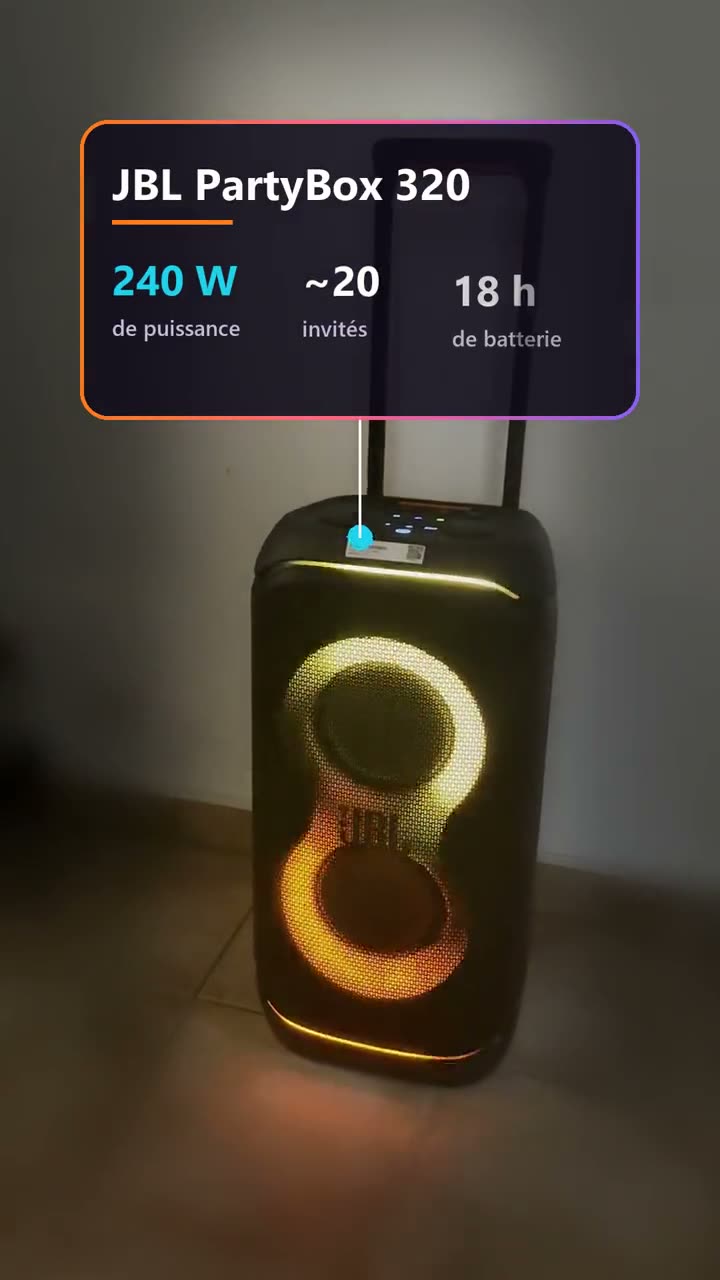 JBL PartyBox 320
240 W
~20
18 h
de puissance
invités
de batterie
JBL